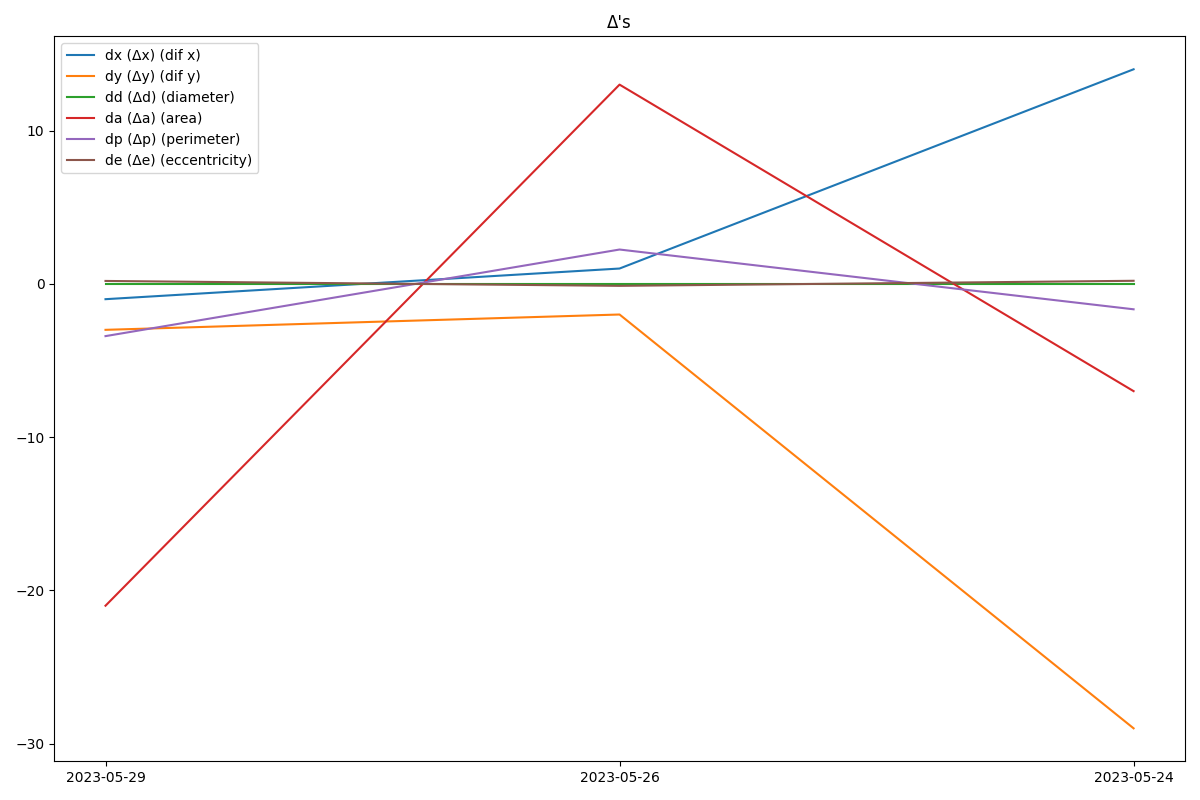 Δ's
dx (Δx) (dif x)
dy (Δy) (dif y)
dd (Δd) (diameter)
da (Δa) (area)
dp (Δp) (perimeter)
de (Δe) (eccentricity)
10
0
−10
−20
−30
2023-05-29
2023-05-26
2023-05-24